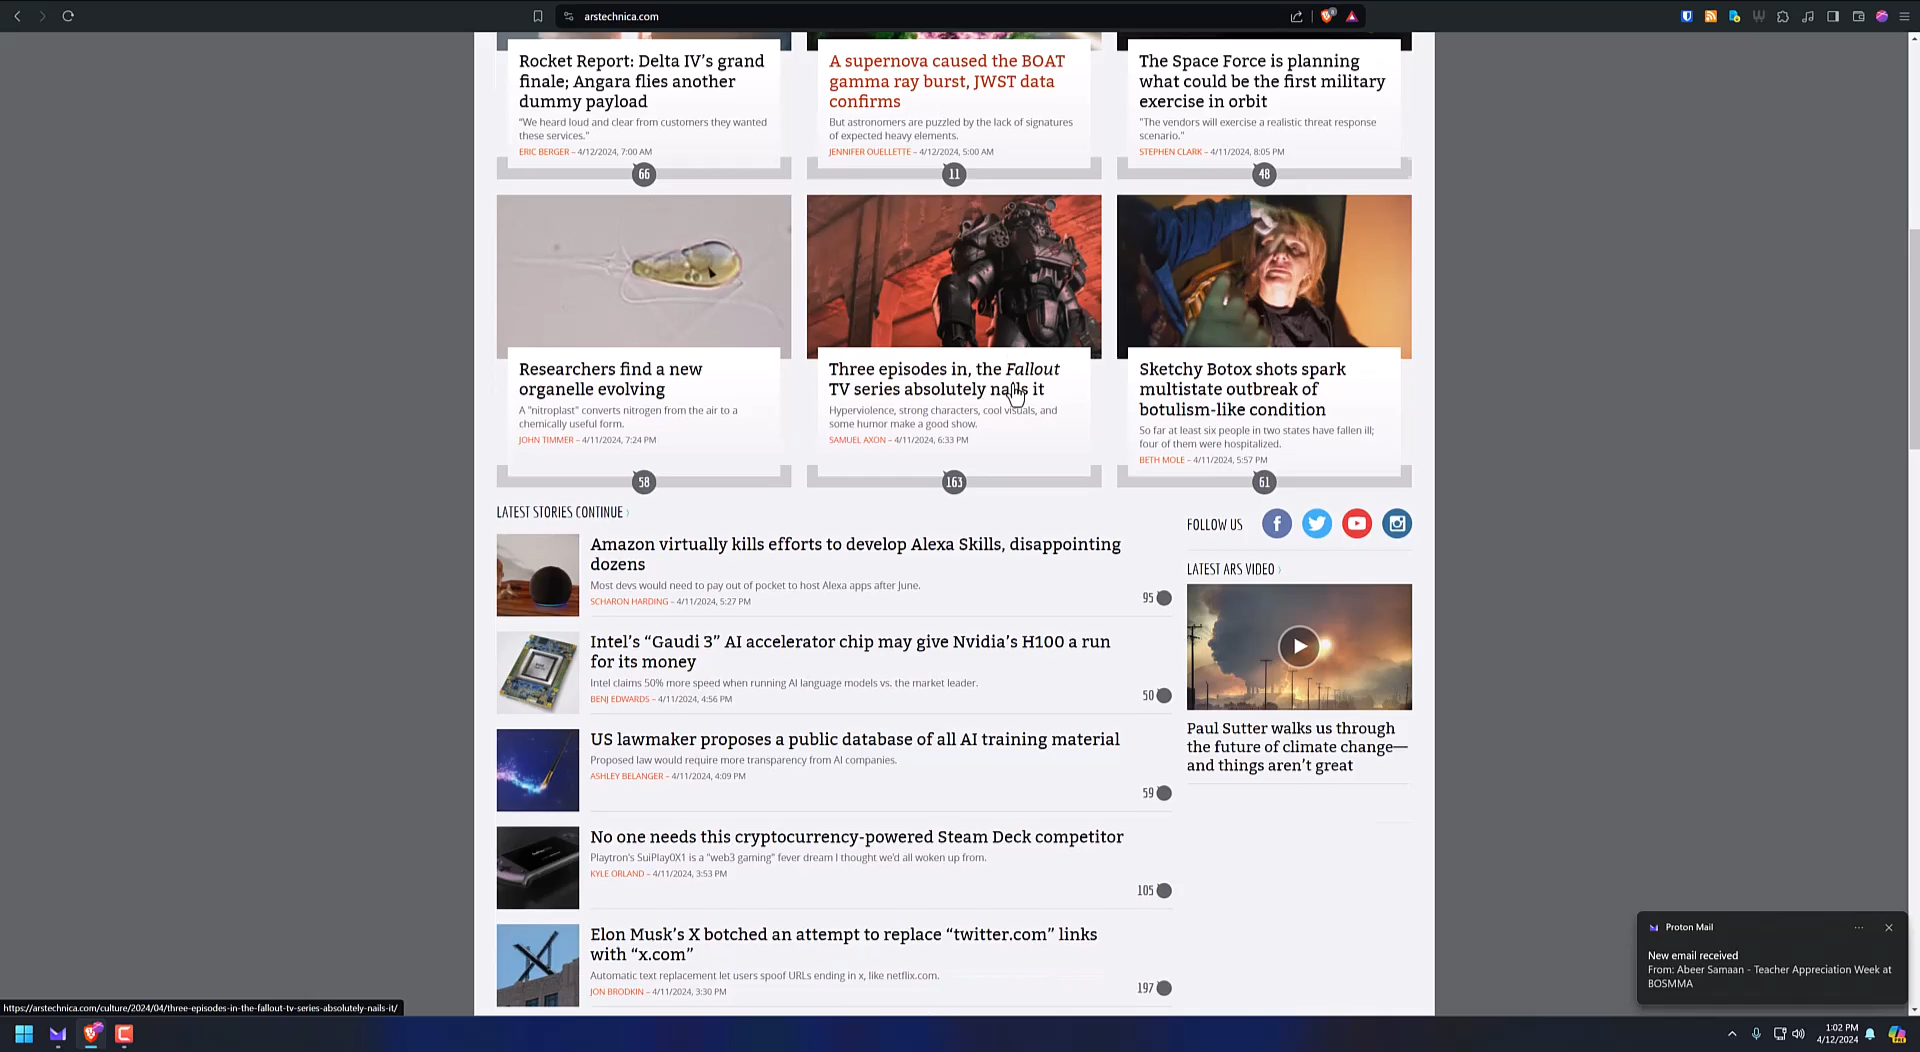 arstechnica.com
Rocket Report: Delta IV’s grand
finale; Angara flies another
dummy payload
"We heard loud and clear from customers they wanted
these services."
ERIC BERGER – 4/12/2024, 7:00 AM
66
A supernova caused the BOAT
gamma ray burst, JWST data
confirms
But astronomers are puzzled by the lack of signatures
of expected heavy elements.
JENNIFER OUELLETTE – 4/12/2024, 5:00 AM
11
The Space Force is planning
what could be the first military
exercise in orbit
"The vendors will exercise a realistic threat response
scenario."
STEPHEN CLARK – 4/11/2024, 8:05 PM
48
Researchers find a new
organelle evolving
A "nitroplast" converts nitrogen from the air to a
chemically useful form.
JOHN TIMMER – 4/11/2024, 7:24 PM
58
Three episodes in, the Fallout
TV series absolutely nails it
Hyperviolence, strong characters, cool visuals, and
some humor make a good show.
SAMUEL AXON – 4/11/2024, 6:33 PM
163
Sketchy Botox shots spark
multistate outbreak of
botulism-like condition
So far at least six people in two states have fallen ill;
four of them were hospitalized.
BETH MOLE – 4/11/2024, 5:57 PM
61
LATEST STORIES CONTINUE
Amazon virtually kills efforts to develop Alexa Skills, disappointing
dozens
Most devs would need to pay out of pocket to host Alexa apps after June.
SCHARON HARDING – 4/11/2024, 5:27 PM
95
Intel’s “Gaudi 3” AI accelerator chip may give Nvidia’s H100 a run
for its money
Intel claims 50% more speed when running AI language models vs. the market leader.
BENJ EDWARDS – 4/11/2024, 4:56 PM
50
US lawmaker proposes a public database of all AI training material
Proposed law would require more transparency from AI companies.
ASHLEY BELANGER – 4/11/2024, 4:09 PM
59
No one needs this cryptocurrency-powered Steam Deck competitor
Playtron's SuiPlay0X1 is a "web3 gaming" fever dream I thought we'd all woken up from.
KYLE ORLAND – 4/11/2024, 3:53 PM
105
Elon Musk’s X botched an attempt to replace “twitter.com” links
with “x.com”
Automatic text replacement let users spoof URLs ending in x, like netflix.com.
JON BRODKIN – 4/11/2024, 3:30 PM
197
FOLLOW US
LATEST ARS VIDEO
Paul Sutter walks us through
the future of climate change—
and things aren’t great
Proton Mail
New email received
From: Abeer Samaan - Teacher Appreciation Week at
BOSMMA
https://arstechnica.com/culture/2024/04/three-episodes-in-the-fallout-tv-series-absolutely-nails-it/
1:02 PM
4/12/2024